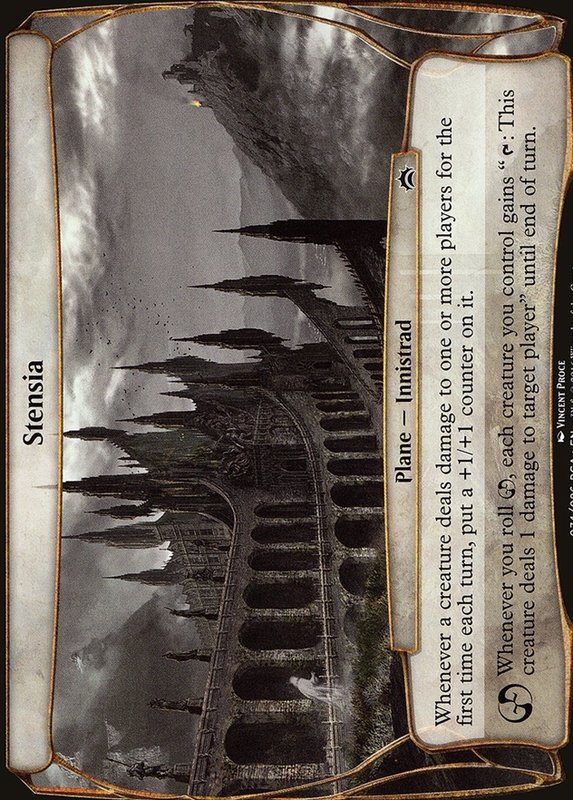 Stensia
Plane — Innistrad
Whenever a creature deals damage to one or more players for the
first time each turn, put a +1/+1 counter on it.
Whenever you roll , each creature you control gains “ : This
creature deals 1 damage to target player” until end of turn.
Vincent Proce